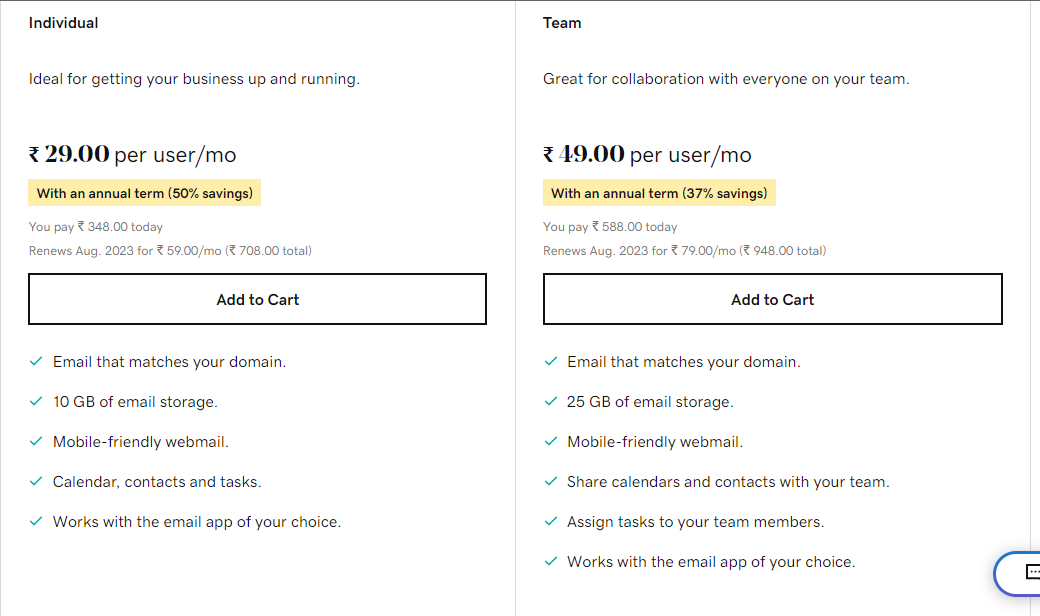 Individual
Ideal for getting your business up and running.
₹ 29.00 per user/mo
With an annual term (50% savings)
You pay ₹ 348.00 today
Renews Aug. 2023 for ₹ 59.00/mo (₹ 708.00 total)
Add to Cart
Email that matches your domain.
10 GB of email storage.
Mobile-friendly webmail.
Calendar, contacts and tasks.
Works with the email app of your choice.
Team
Great for collaboration with everyone on your team.
₹ 49.00 per user/mo
With an annual term (37% savings)
You pay ₹ 588.00 today
Renews Aug. 2023 for ₹ 79.00/mo (₹ 948.00 total)
Add to Cart
Email that matches your domain.
25 GB of email storage.
Mobile-friendly webmail.
Share calendars and contacts with your team.
Assign tasks to your team members.
Works with the email app of your choice.